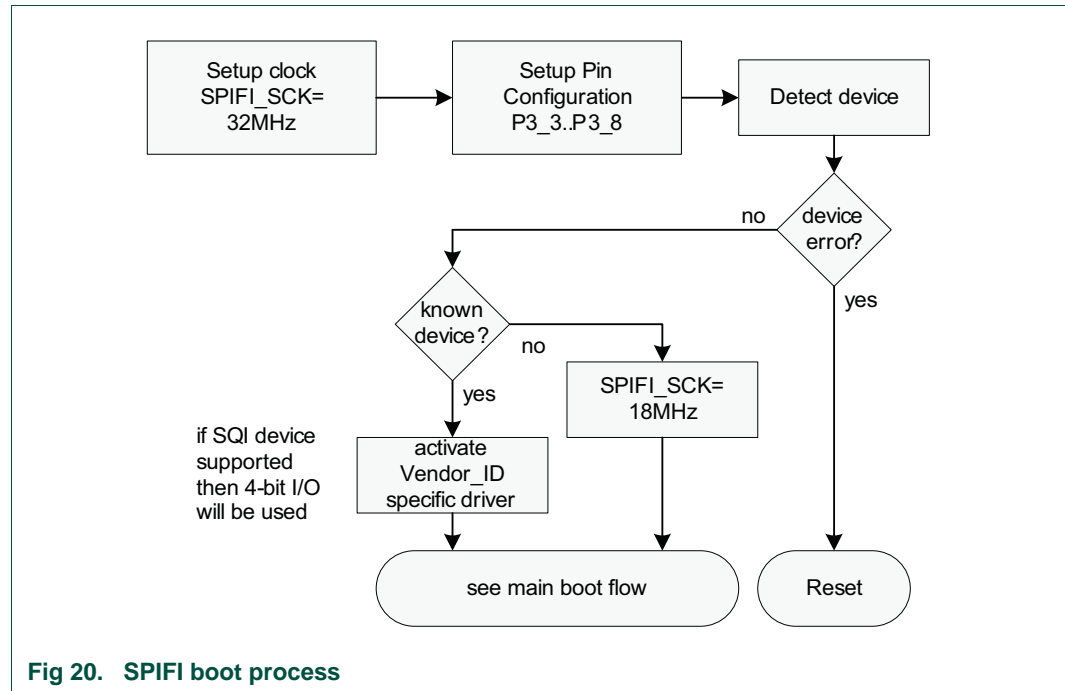 Setup clock
SPIFI_SCK=
32MHz
Setup Pin
Configuration
P3_3..P3_8
Detect device
device
error?
no
yes
known
device?
no
yes
SPIFI_SCK=
18MHz
if SQI device
supported
then 4-bit I/O
will be used
activate
Vendor_ID
specific driver
see main boot flow
Reset
Fig 20. SPIFI boot process